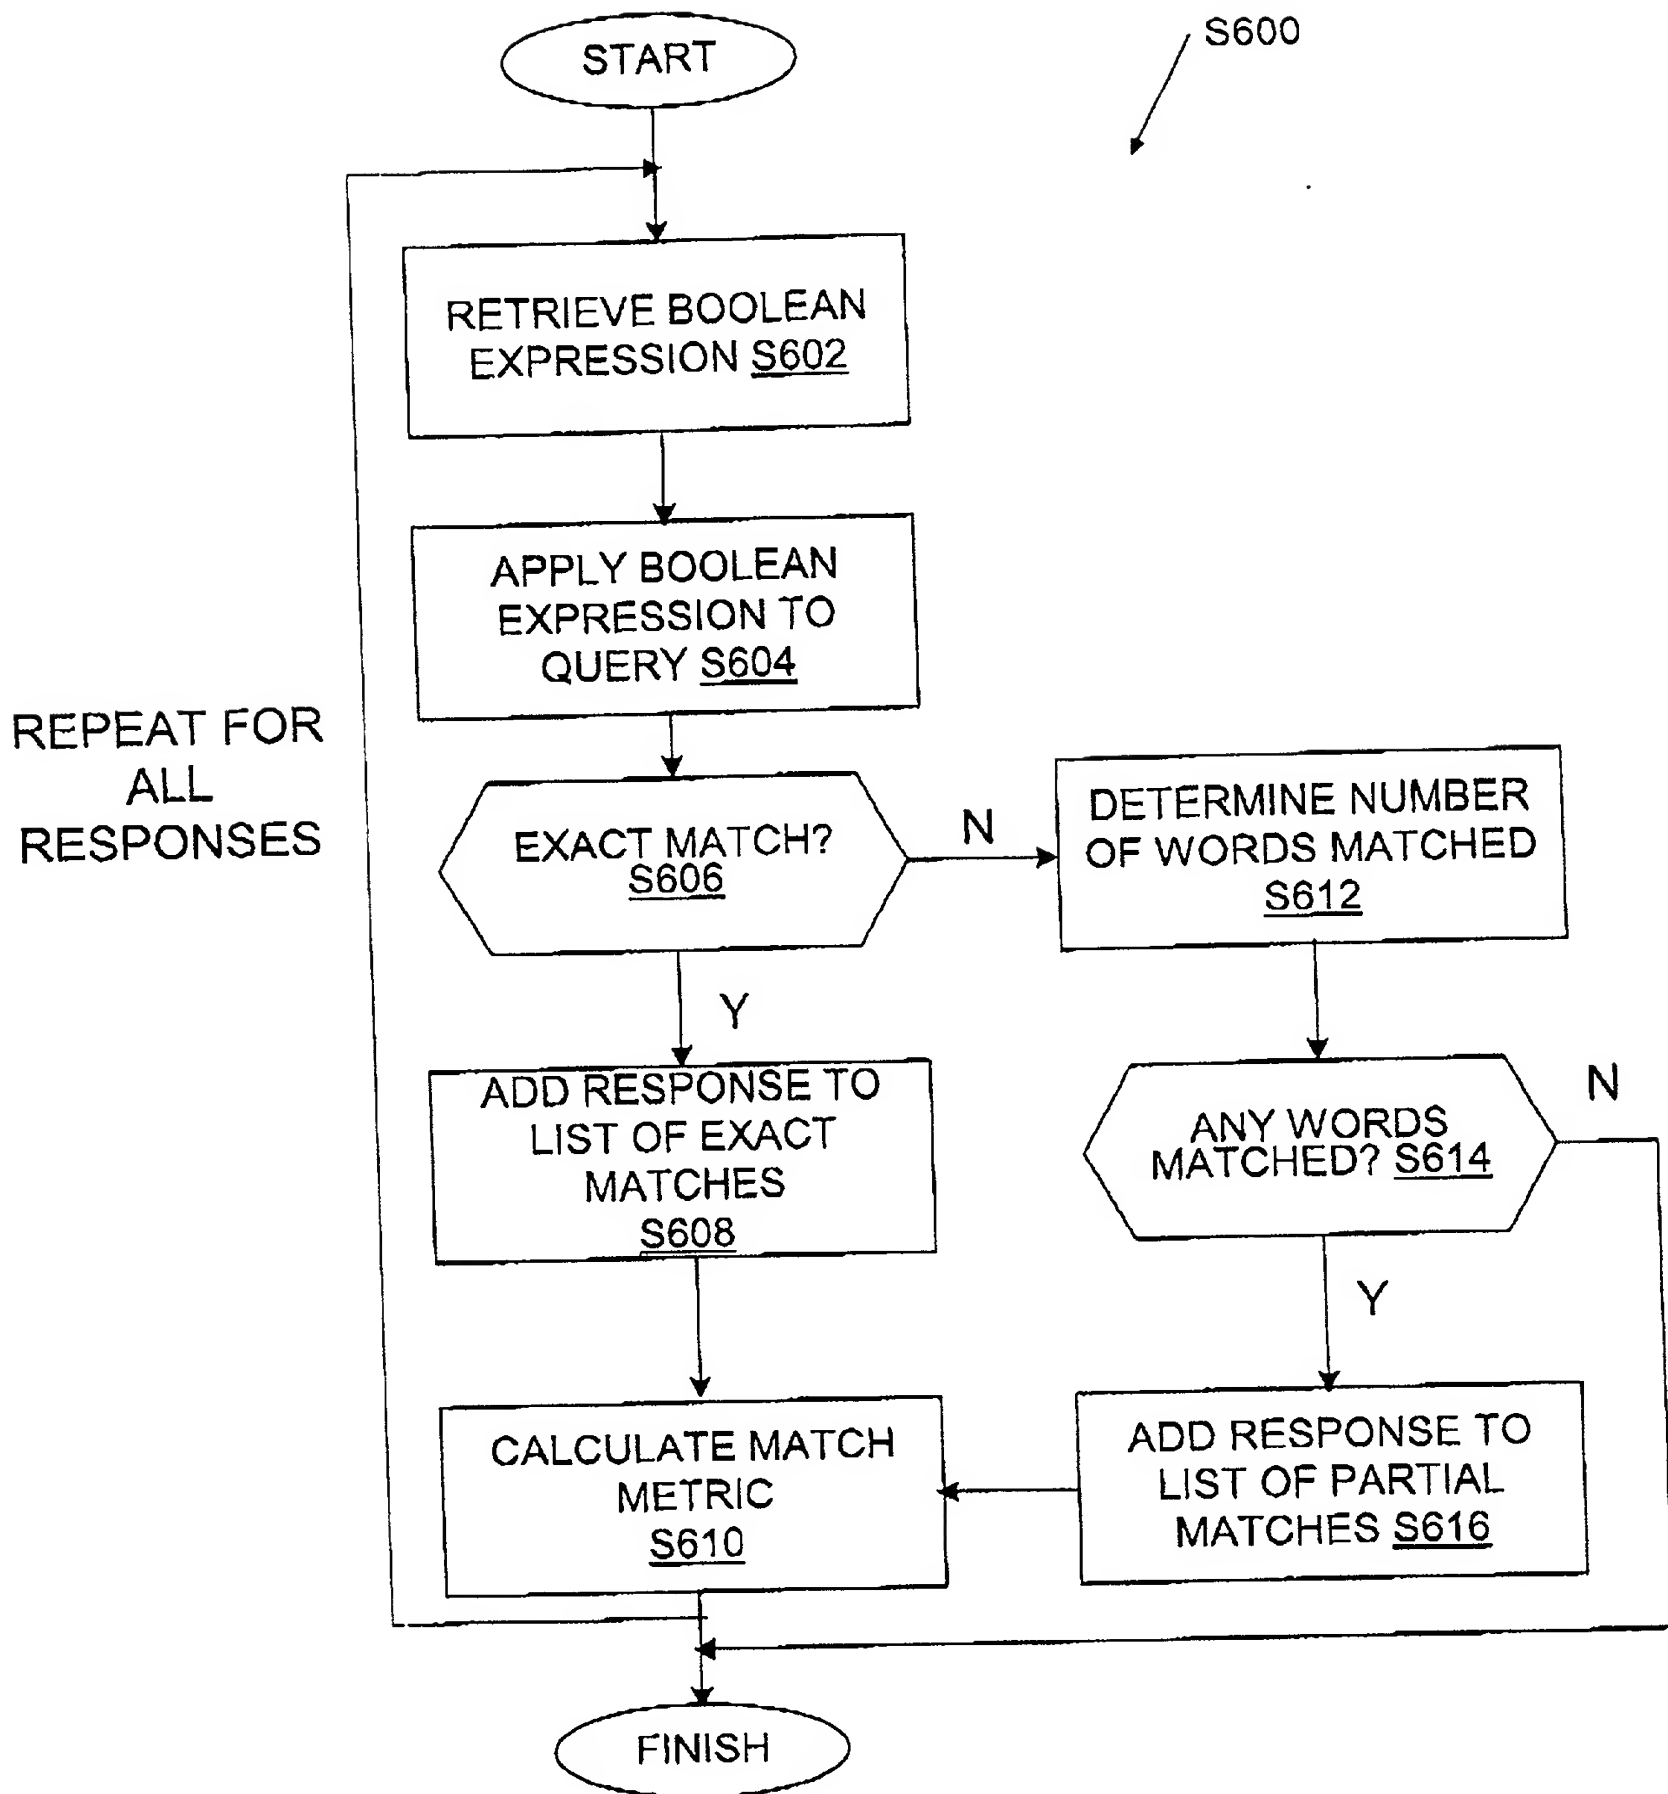 START
S600
RETRIEVE BOOLEAN
EXPRESSION S602
APPLY BOOLEAN
EXPRESSION TO
QUERY S604
REPEAT FOR
ALL
RESPONSES
EXACT MATCH?
S606
N
DETERMINE NUMBER
OF WORDS MATCHED
S612
Y
ADD RESPONSE TO
LIST OF EXACT
MATCHES
S608
ANY WORDS
MATCHED? S614
N
Y
CALCULATE MATCH
METRIC
S610
ADD RESPONSE TO
LIST OF PARTIAL
MATCHES S616
FINISH